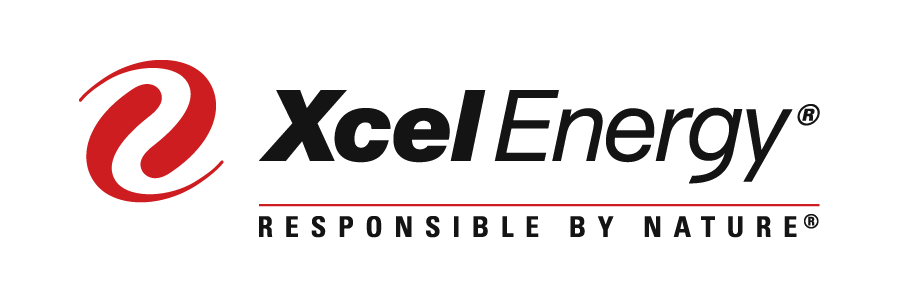 Xcel Energy®
RESPONSIBLE BY NATURE®